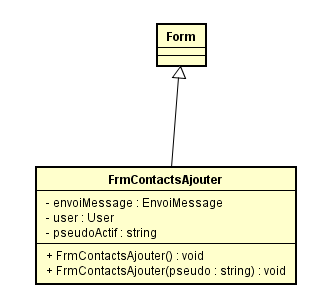 Form
FrmContactsAjouter
- envoiMessage : EnvoiMessage
- user : User
- pseudoActif : string
+ FrmContactsAjouter() : void
+ FrmContactsAjouter(pseudo : string) : void